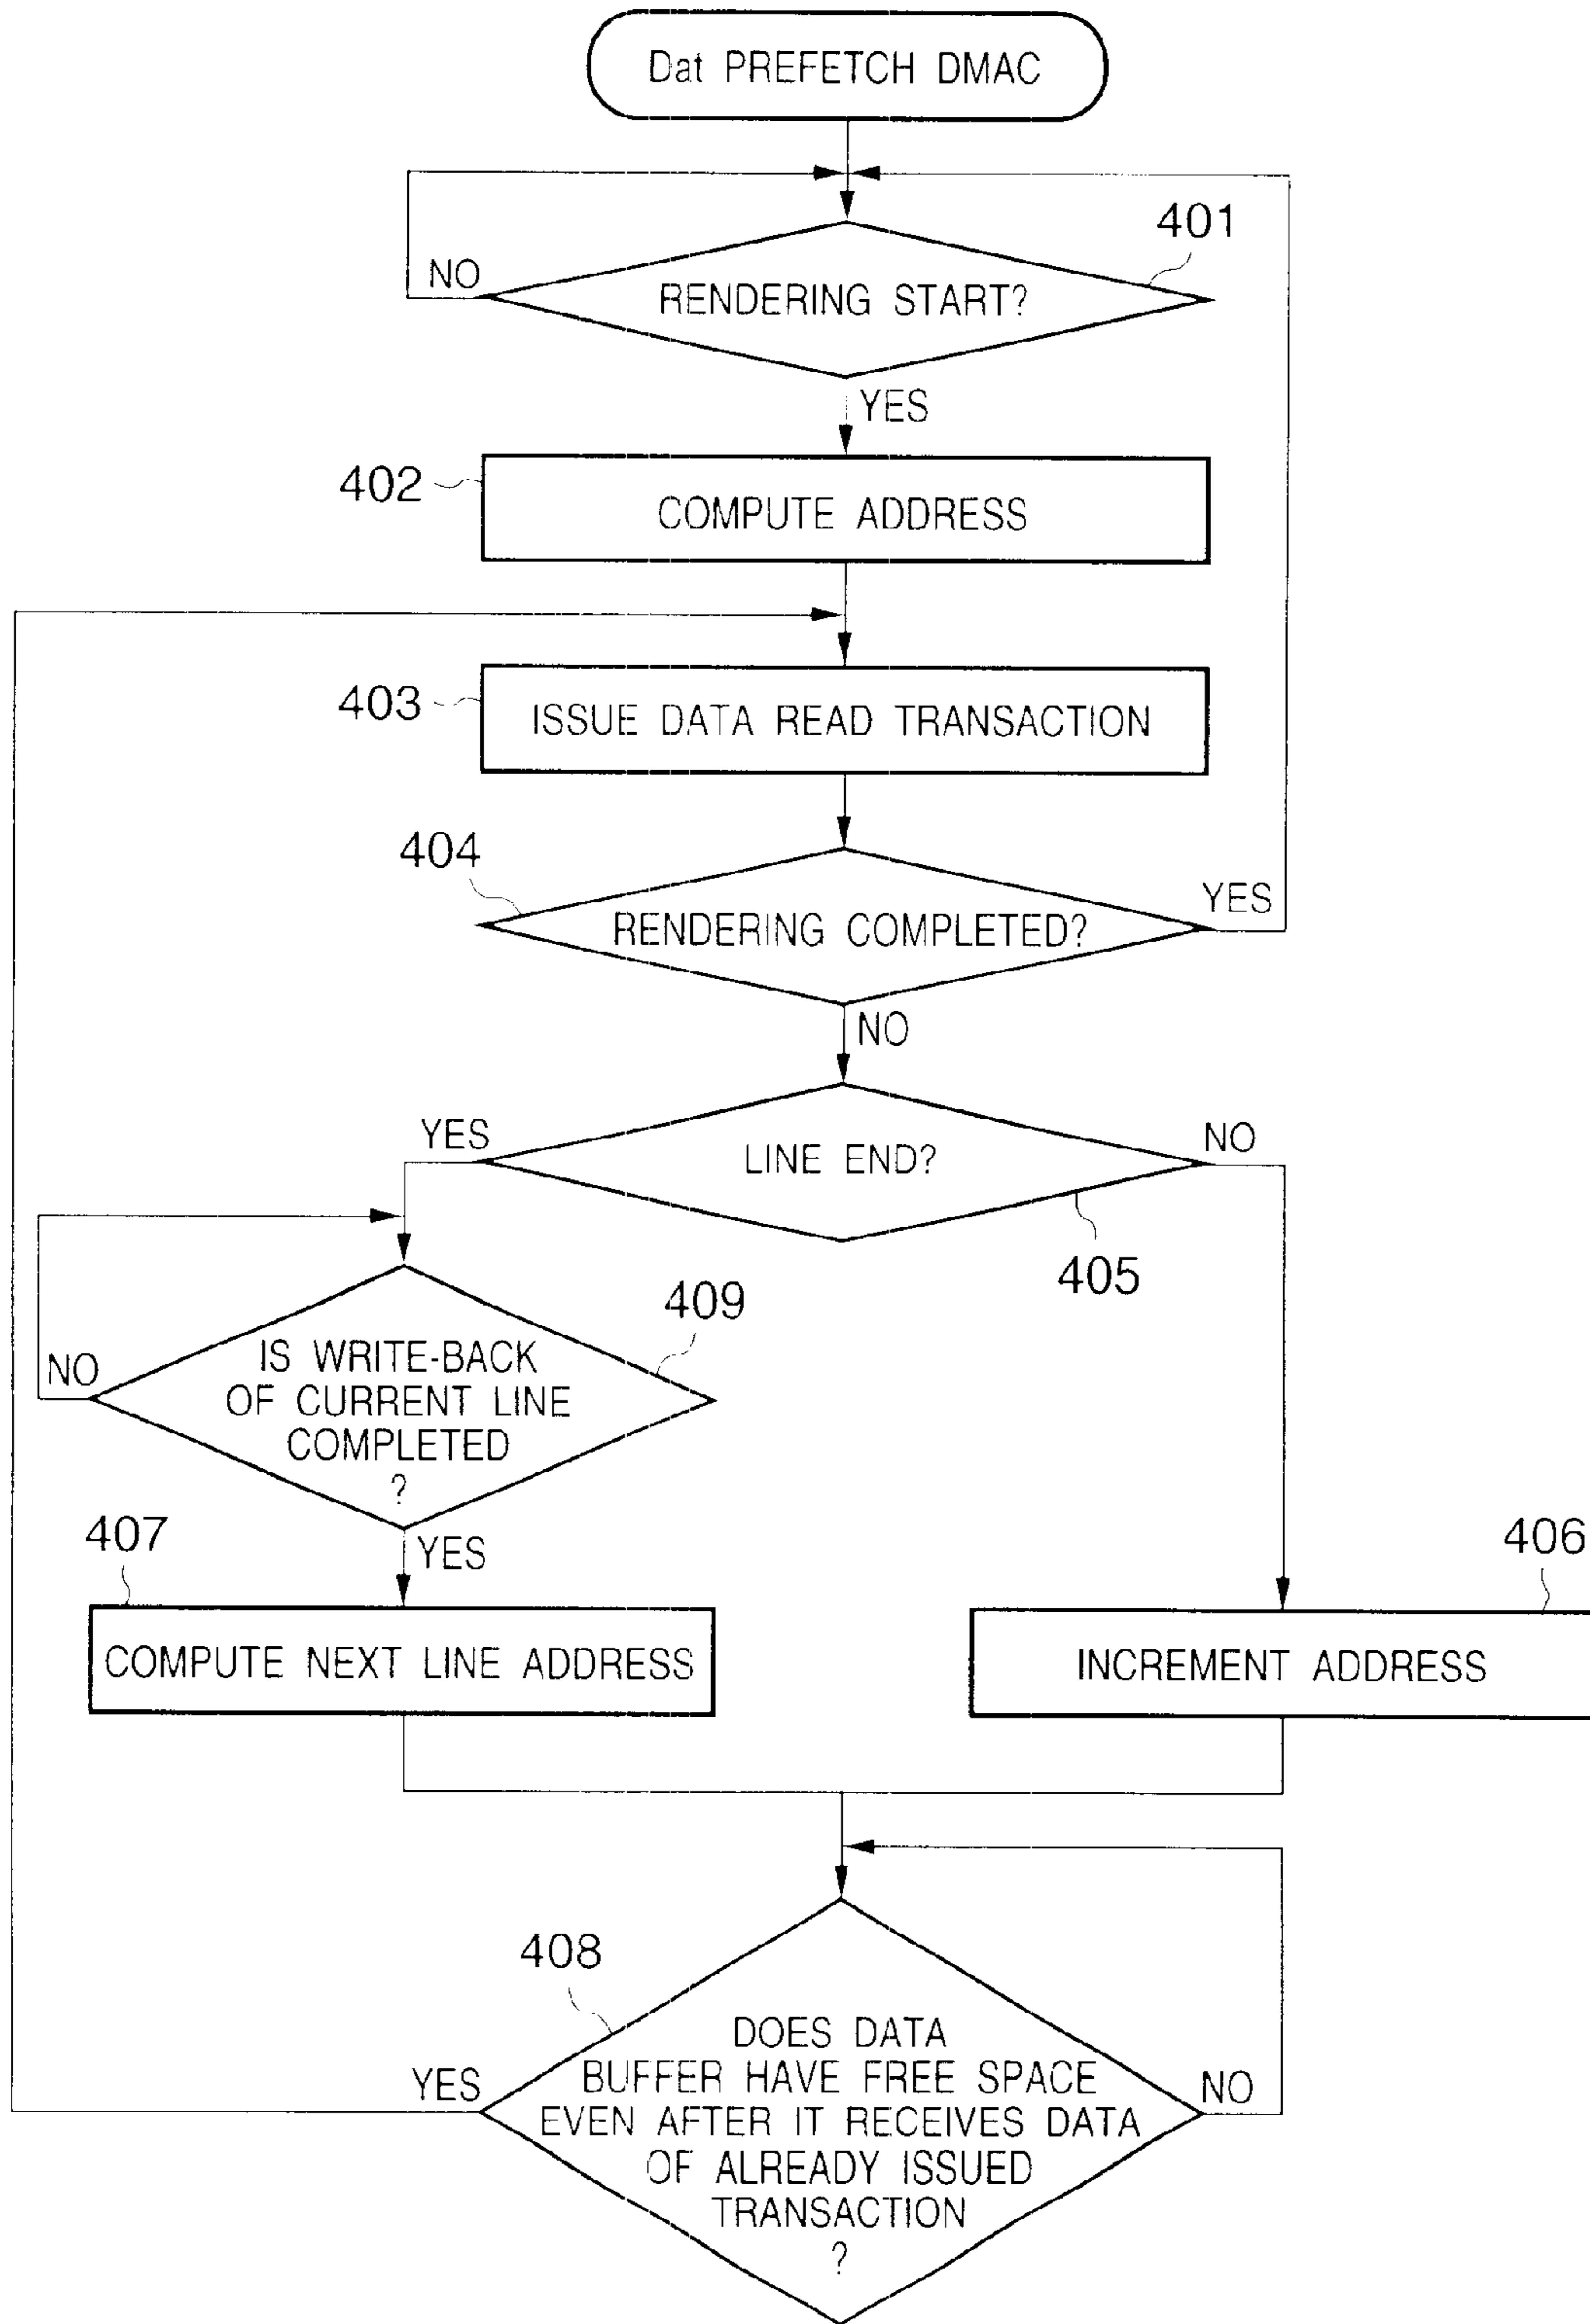 Dat PREFETCH DMAC
401
NO
RENDERING START?
YES
402
COMPUTE ADDRESS
403
ISSUE DATA READ TRANSACTION
404
YES
RENDERING COMPLETED?
NO
YES
NO
LINE END?
405
409
IS WRITE-BACK
NO
OF CURRENT LINE
COMPLETED
?
407
YES
406
COMPUTE NEXT LINE ADDRESS
INCREMENT ADDRESS
408
DOES DATA
BUFFER HAVE FREE SPACE
YES
NO
EVEN AFTER IT RECEIVES DATA
OF ALREADY ISSUED
TRANSACTION
?